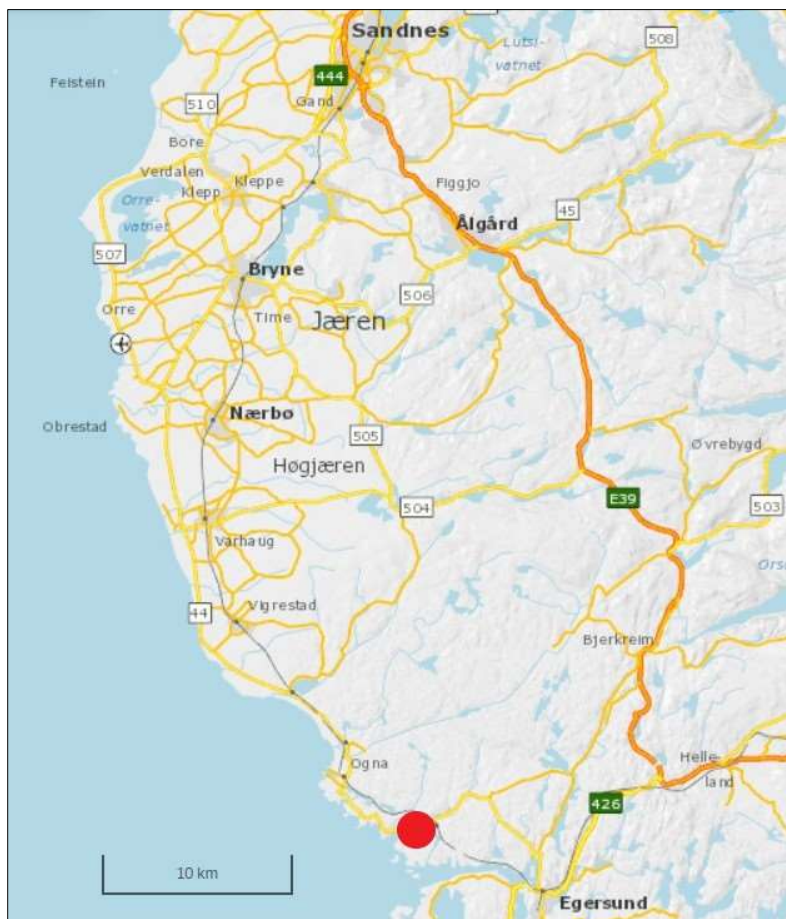 Sandnes
Lutsi-
vatnet
508
Feistein
444
510
Gand
Bore
Verdalen
Klepp
Kleppe
Figgjo
Orre-
vatnet
45
Ålgård
507
Bryne
506
Orre
Time
Jæren
Nærbø
Obrestad
505
Øvrebygd
Høgjæren
504
E39
503
Varhaug
Ors
44
Vigrestad
Bjerkreim
Ogna
Helle-
land
426
10 km
Egersund